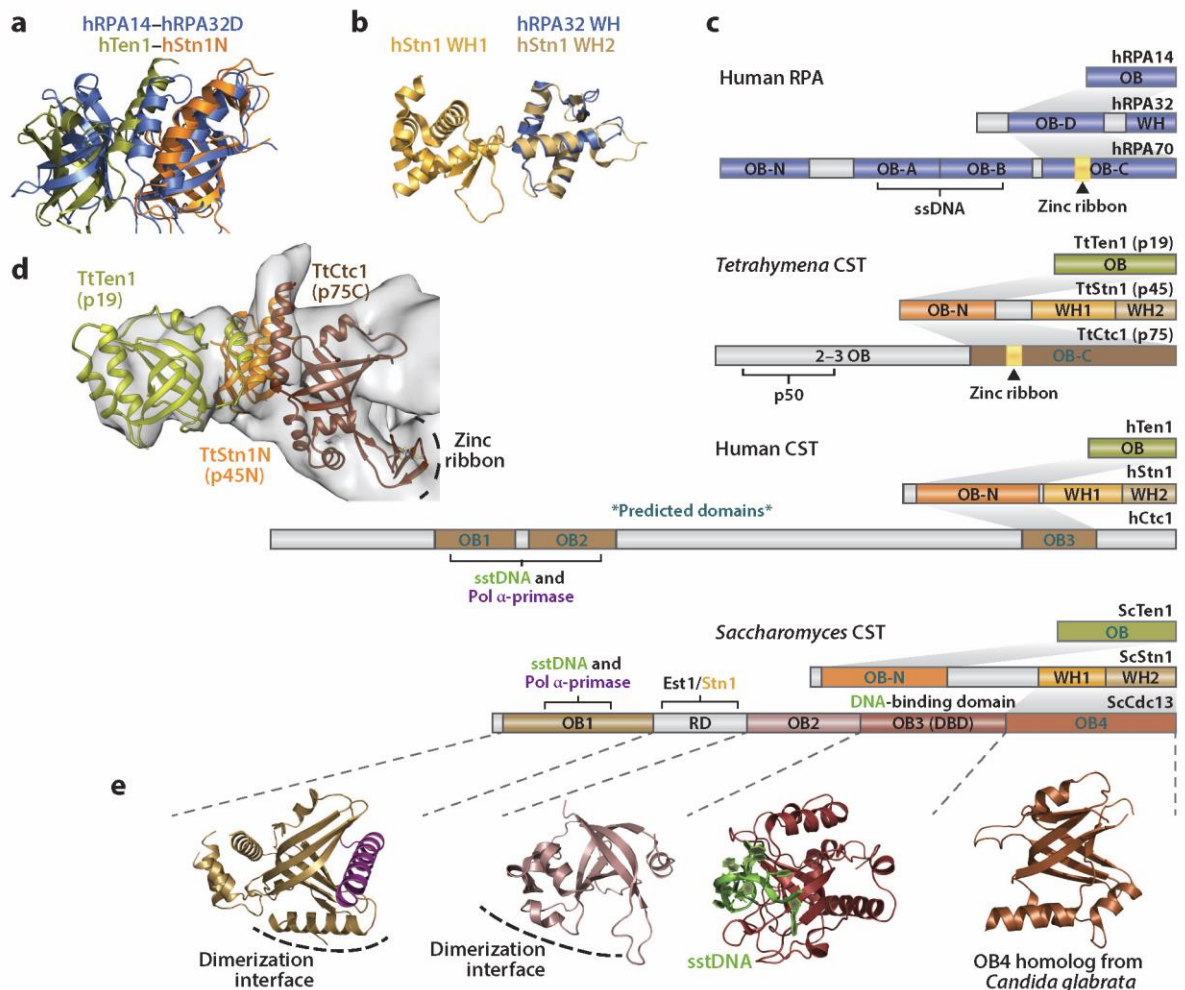 a
hRPA14–hRPA32D
hTen1–hStn1N
b
hStn1 WH1
hRPA32 WH
hStn1 WH2
c
Human RPA
hRPA14
OB
hRPA32
OB-D
WH
hRPA70
OB-N
OB-A
OB-B
OB-C
ssDNA
Zinc ribbon
Tetrahymena CST
TtTen1 (p19)
OB
TtStn1 (p45)
OB-N
WH1
WH2
TtCtc1 (p75)
2–3 OB
OB-C
p50
Zinc ribbon
d
TtTen1
(p19)
TtCtc1
(p75C)
TtStn1N
(p45N)
Zinc
ribbon
Human CST
hTen1
OB
hStn1
OB-N
WH1
WH2
*Predicted domains*
hCtc1
OB1
OB2
OB3
sstDNA and
Pol α-primase
Saccharomyces CST
ScTen1
OB
ScStn1
OB-N
WH1
WH2
sstDNA and
Pol α-primase
Est1/Stn1
DNA-binding domain
ScCdc13
OB1
RD
OB2
OB3 (DBD)
OB4
e
Dimerization
interface
Dimerization
interface
sstDNA
OB4 homolog from
Candida glabrata